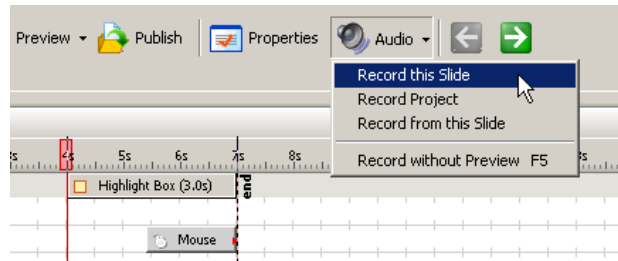 Preview Publish Properties Audio
Record this Slide
Record Project
Record from this Slide
Record without Preview F5
4s 5s 6s 7s 8s
Highlight Box (3.0s) end
Mouse